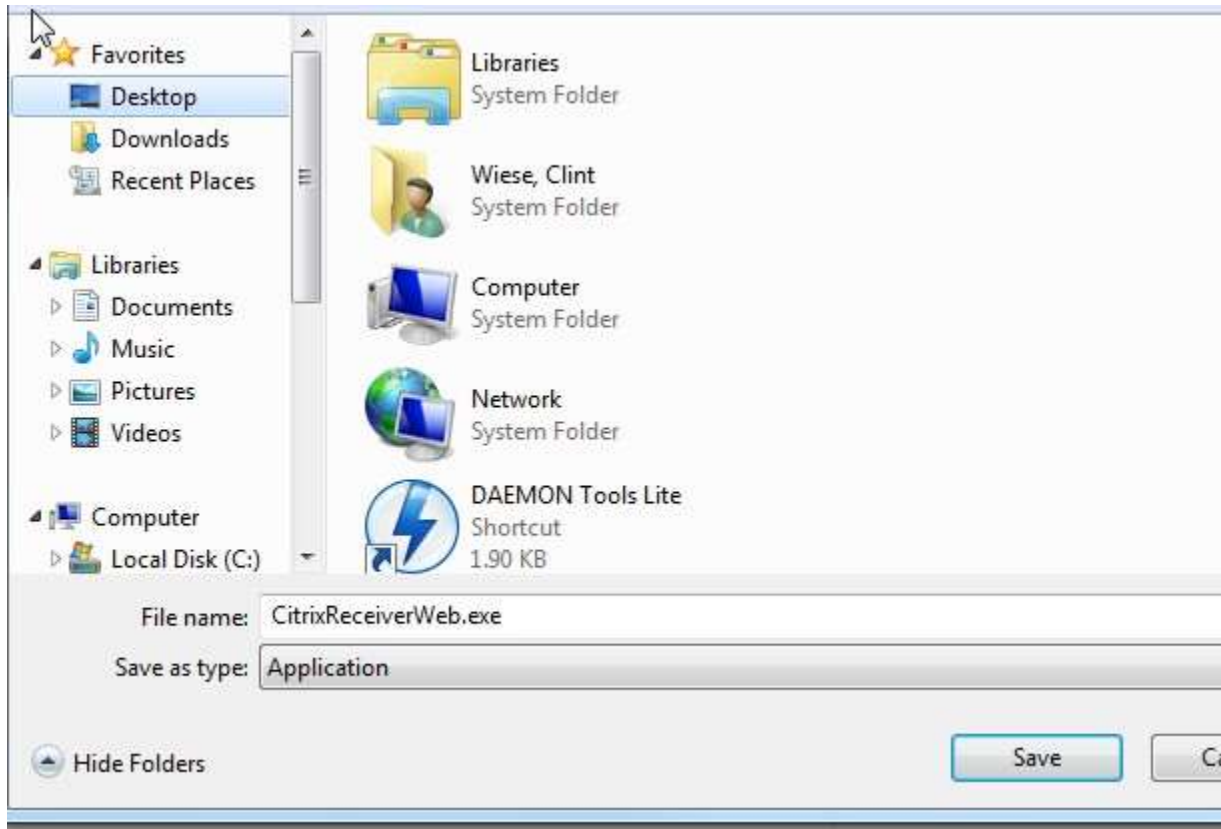 Favorites
Desktop
Downloads
Recent Places
Libraries
Documents
Music
Pictures
Videos
Computer
Local Disk (C:)
Libraries
System Folder
Wiese, Clint
System Folder
Computer
System Folder
Network
System Folder
DAEMON Tools Lite
Shortcut
1.90 KB
File name: CitrixReceiverWeb.exe
Save as type: Application
Hide Folders
Save
Ca